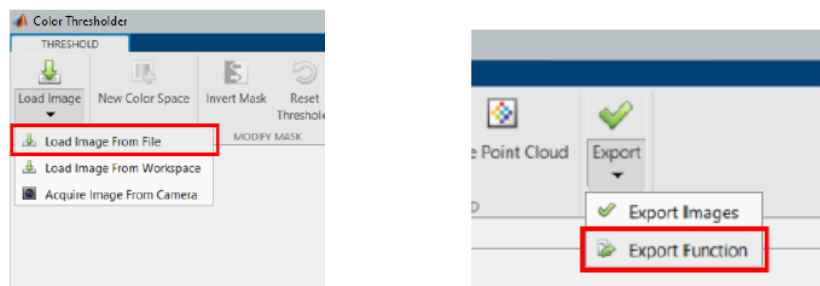 Color Thresholder
THRESHOLD
Load Image
New Color Space
Invert Mask
Reset
Threshol
MODIFY MASK
Load Image From File
Load Image From Workspace
Acquire Image From Camera
e Point Cloud
Export
Export Images
Export Function